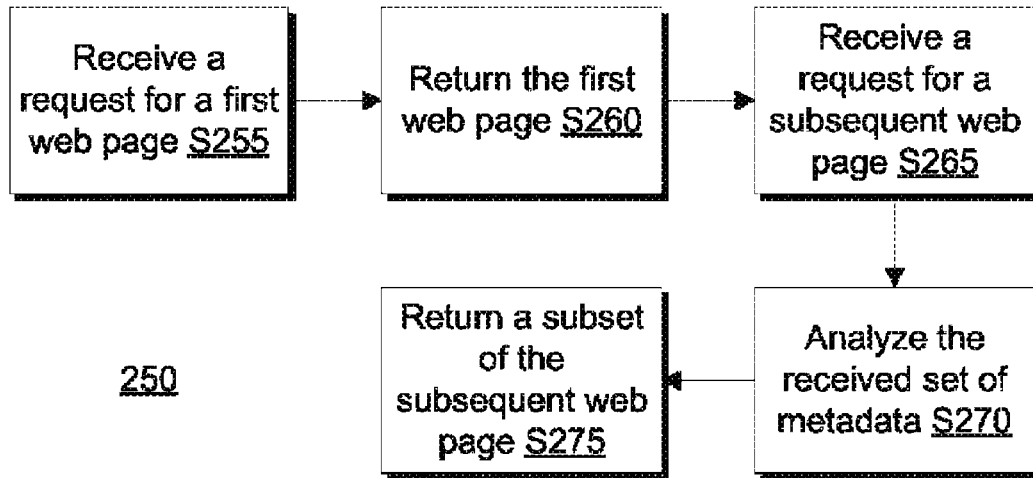 Receive a
request for a first
web page S255
Return the first
web page S260
Receive a
request for a
subsequent web
page S265
Analyze the
received set of
metadata S270
Return a subset
of the
subsequent web
page S275
250